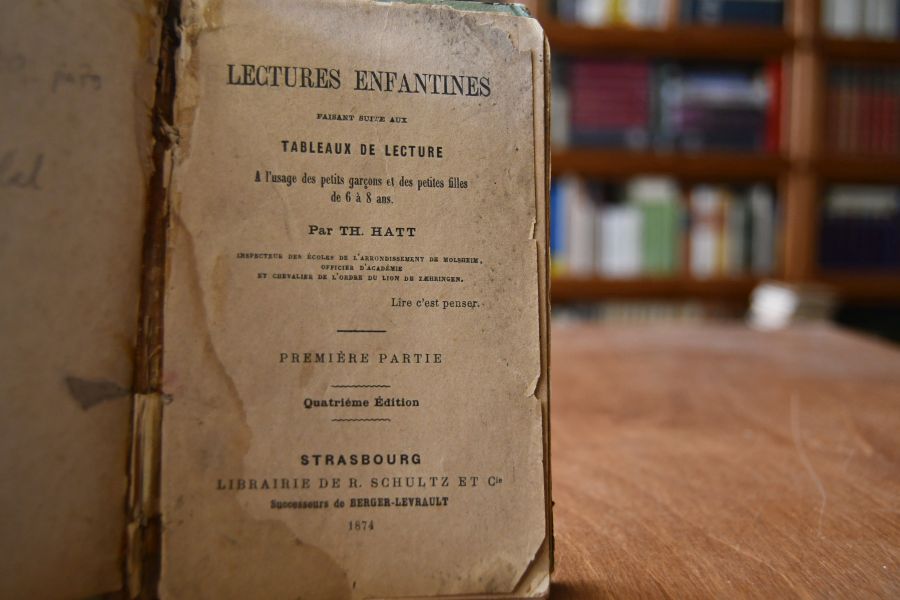 LECTURES ENFANTINES
FAISANT SUITE AUX
TABLEAUX DE LECTURE
A l'usage des petits garçons et des petites filles
de 6 à 8 ans.
Par TH. HATT
INSPECTEUR DES ÉCOLES DE L'ARRONDISSEMENT DE MOLSHEIM,
OFFICIER D'ACADÉMIE
ET CHEVALIER DE L'ORDRE DU LION DE ZÆHRINGEN.
Lire c'est penser.
PREMIÈRE PARTIE
Quatriéme Édition
STRASBOURG
LIBRAIRIE DE R. SCHULTZ ET Cie
Successeurs de BERGER-LEVRAULT
1874